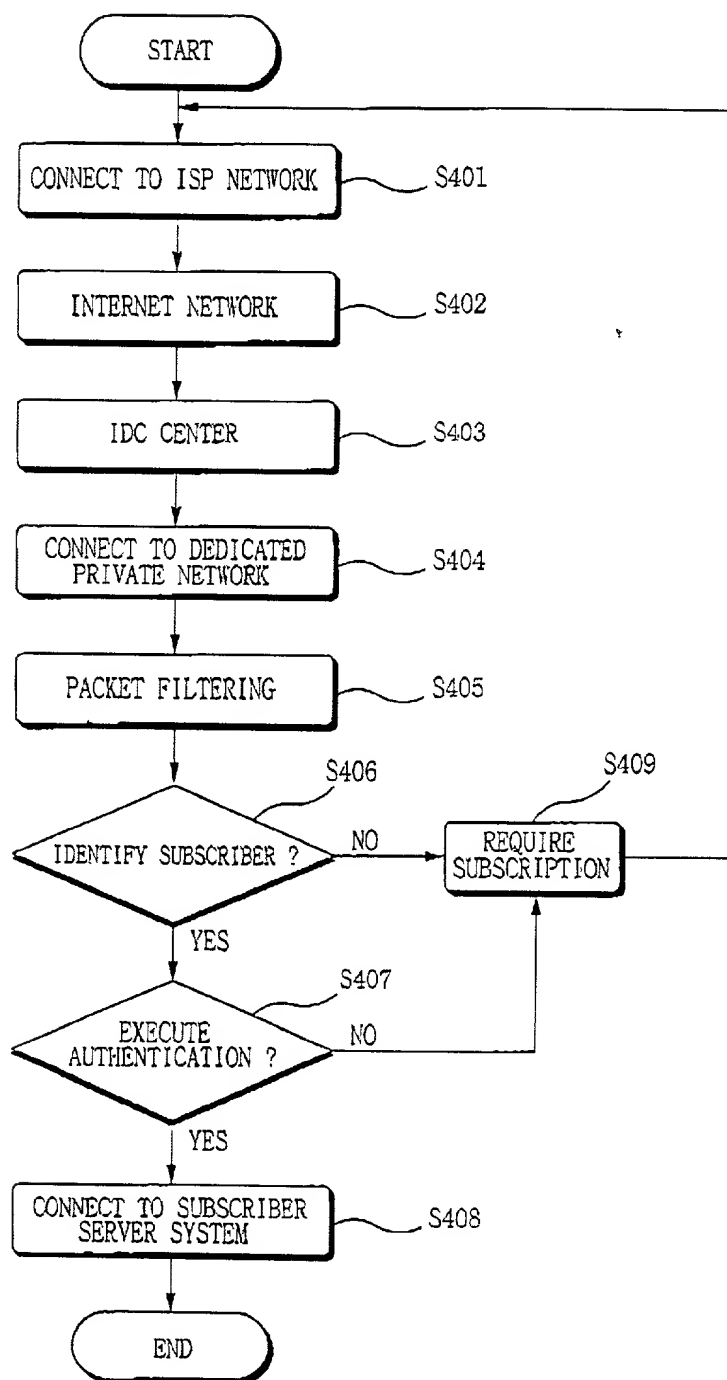 START
CONNECT TO ISP NETWORK
S401
INTERNET NETWORK
S402
IDC CENTER
S403
CONNECT TO DEDICATED
PRIVATE NETWORK
S404
PACKET FILTERING
S405
S406
IDENTIFY SUBSCRIBER ?
NO
S409
REQUIRE
SUBSCRIPTION
YES
S407
EXECUTE
AUTHENTICATION ?
NO
YES
CONNECT TO SUBSCRIBER
SERVER SYSTEM
S408
END